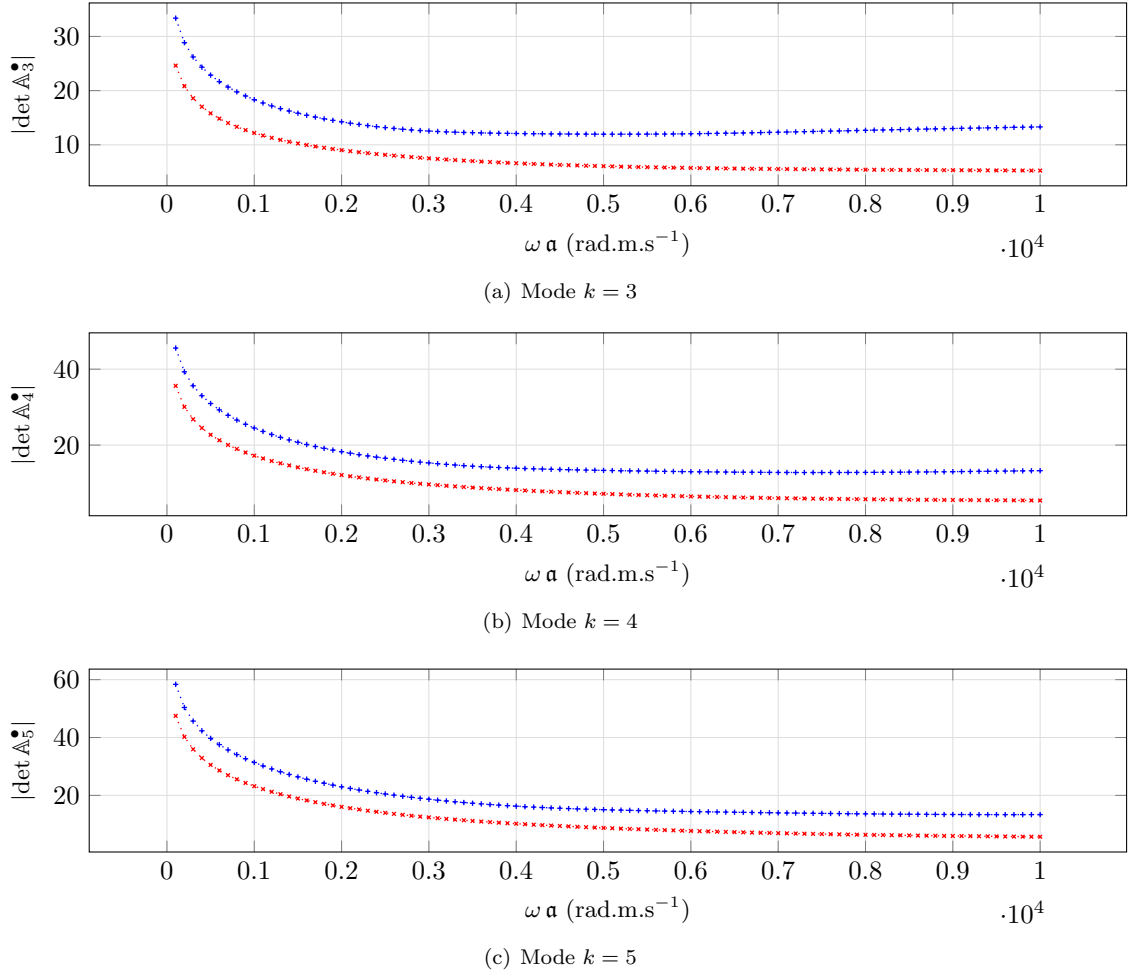 30
20
10
|det 𝔸₃•|
0 0.1 0.2 0.3 0.4 0.5 0.6 0.7 0.8 0.9 1
ω 𝔞 (rad.m.s⁻¹) ·10⁴
(a) Mode k = 3
40
20
|det 𝔸₄•|
0 0.1 0.2 0.3 0.4 0.5 0.6 0.7 0.8 0.9 1
ω 𝔞 (rad.m.s⁻¹) ·10⁴
(b) Mode k = 4
60
40
20
|det 𝔸₅•|
0 0.1 0.2 0.3 0.4 0.5 0.6 0.7 0.8 0.9 1
ω 𝔞 (rad.m.s⁻¹) ·10⁴
(c) Mode k = 5